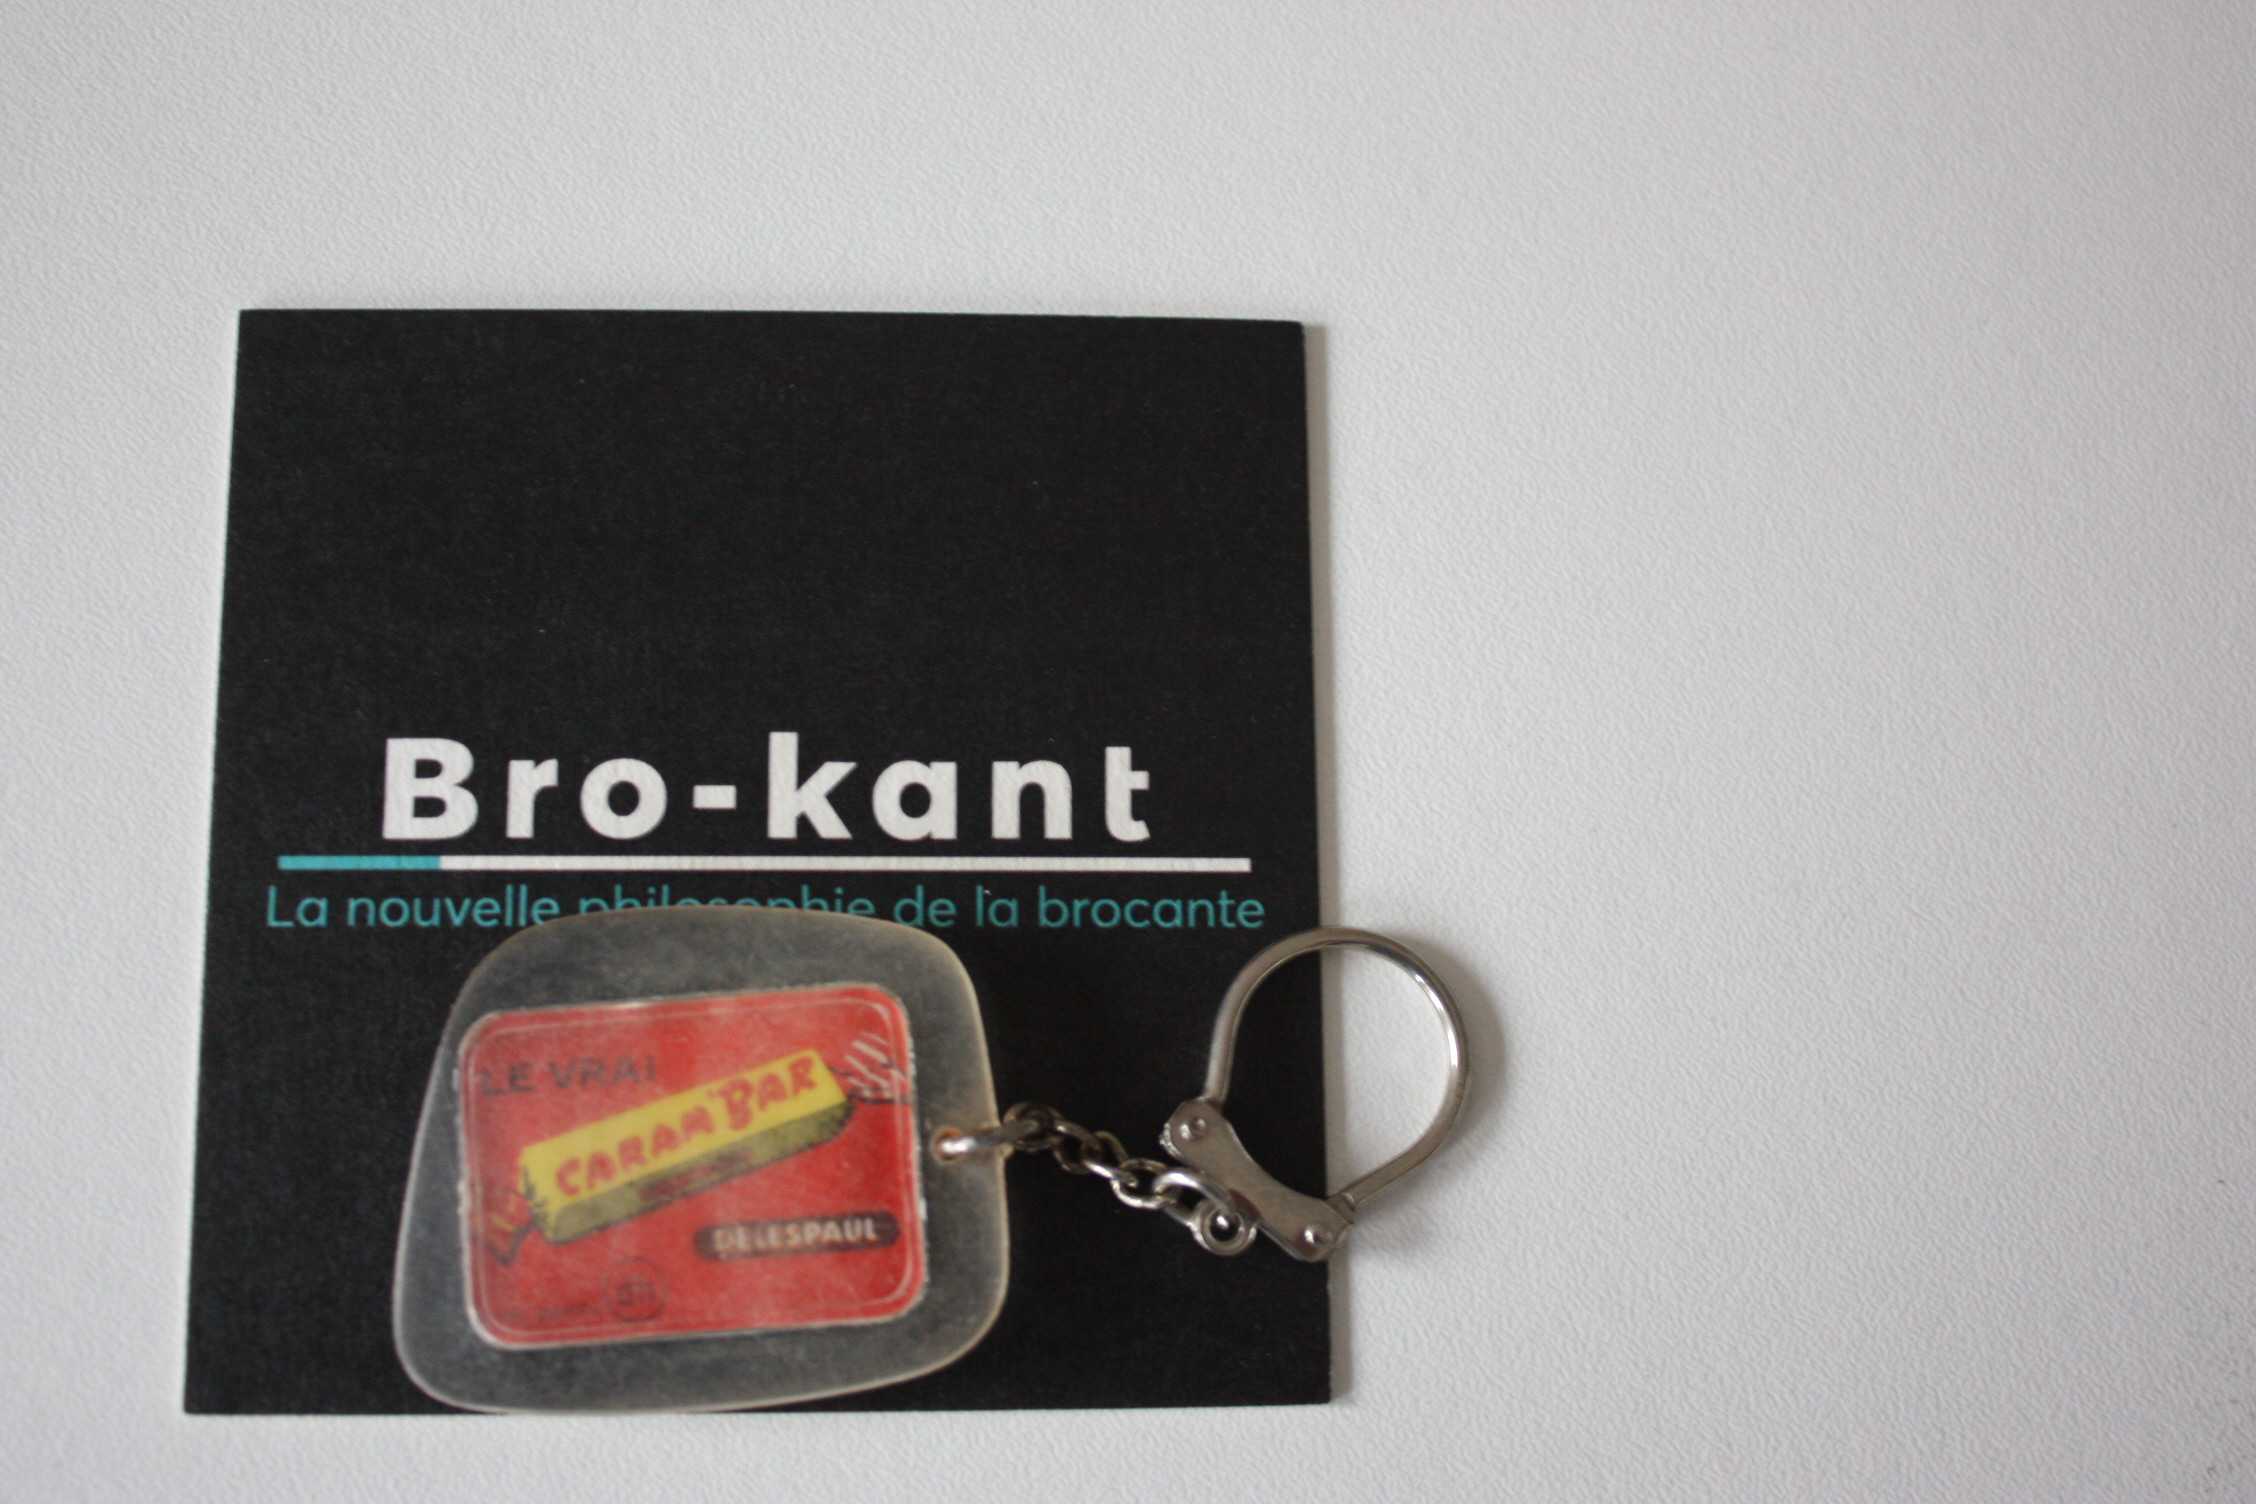 Bro-kant
La nouvelle philosophie de la brocante
LE VRAI
CARAM'BAR
DELESPAUL